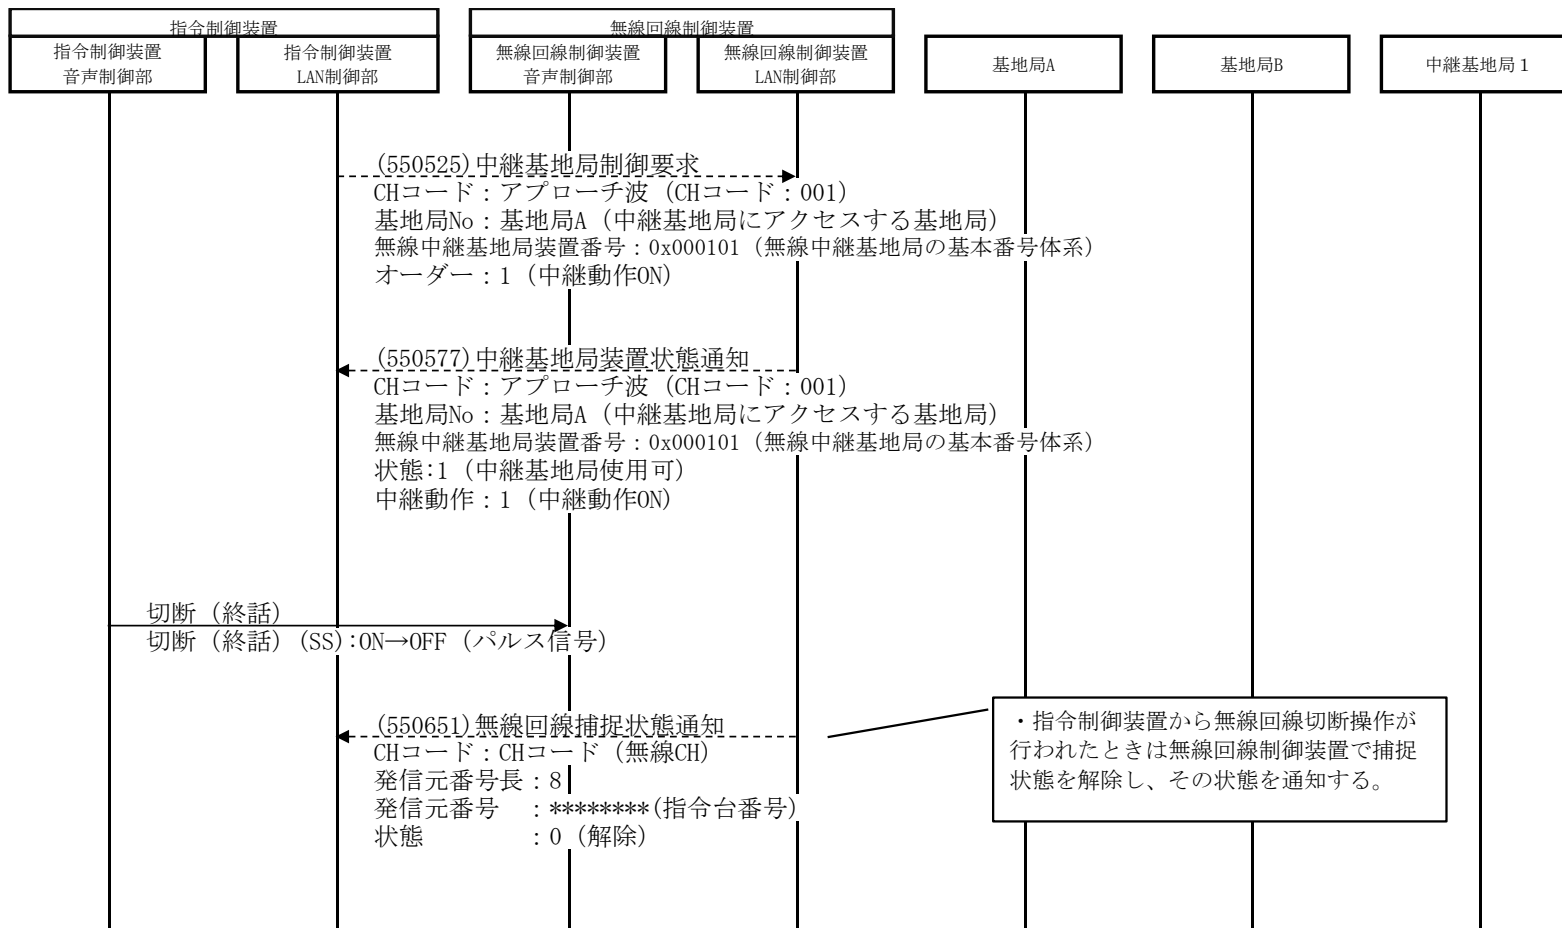 指令制御装置
無線回線制御装置
指令制御装置
音声制御部
指令制御装置
LAN制御部
無線回線制御装置
音声制御部
無線回線制御装置
LAN制御部
基地局A
基地局B
中継基地局１
(550525)中継基地局制御要求
CHコード：アプローチ波（CHコード：001）
基地局No：基地局A（中継基地局にアクセスする基地局）
無線中継基地局装置番号：0x000101（無線中継基地局の基本番号体系）
オーダー：1（中継動作ON）
(550577)中継基地局装置状態通知
CHコード：アプローチ波（CHコード：001）
基地局No：基地局A（中継基地局にアクセスする基地局）
無線中継基地局装置番号：0x000101（無線中継基地局の基本番号体系）
状態:1（中継基地局使用可）
中継動作：1（中継動作ON）
切断（終話）
切断（終話）(SS):ON→OFF（パルス信号）
(550651)無線回線捕捉状態通知
CHコード：CHコード（無線CH）
発信元番号長：8
発信元番号　：********(指令台番号)
状態　　　　：0（解除）
・指令制御装置から無線回線切断操作が
行われたときは無線回線制御装置で捕捉
状態を解除し、その状態を通知する。